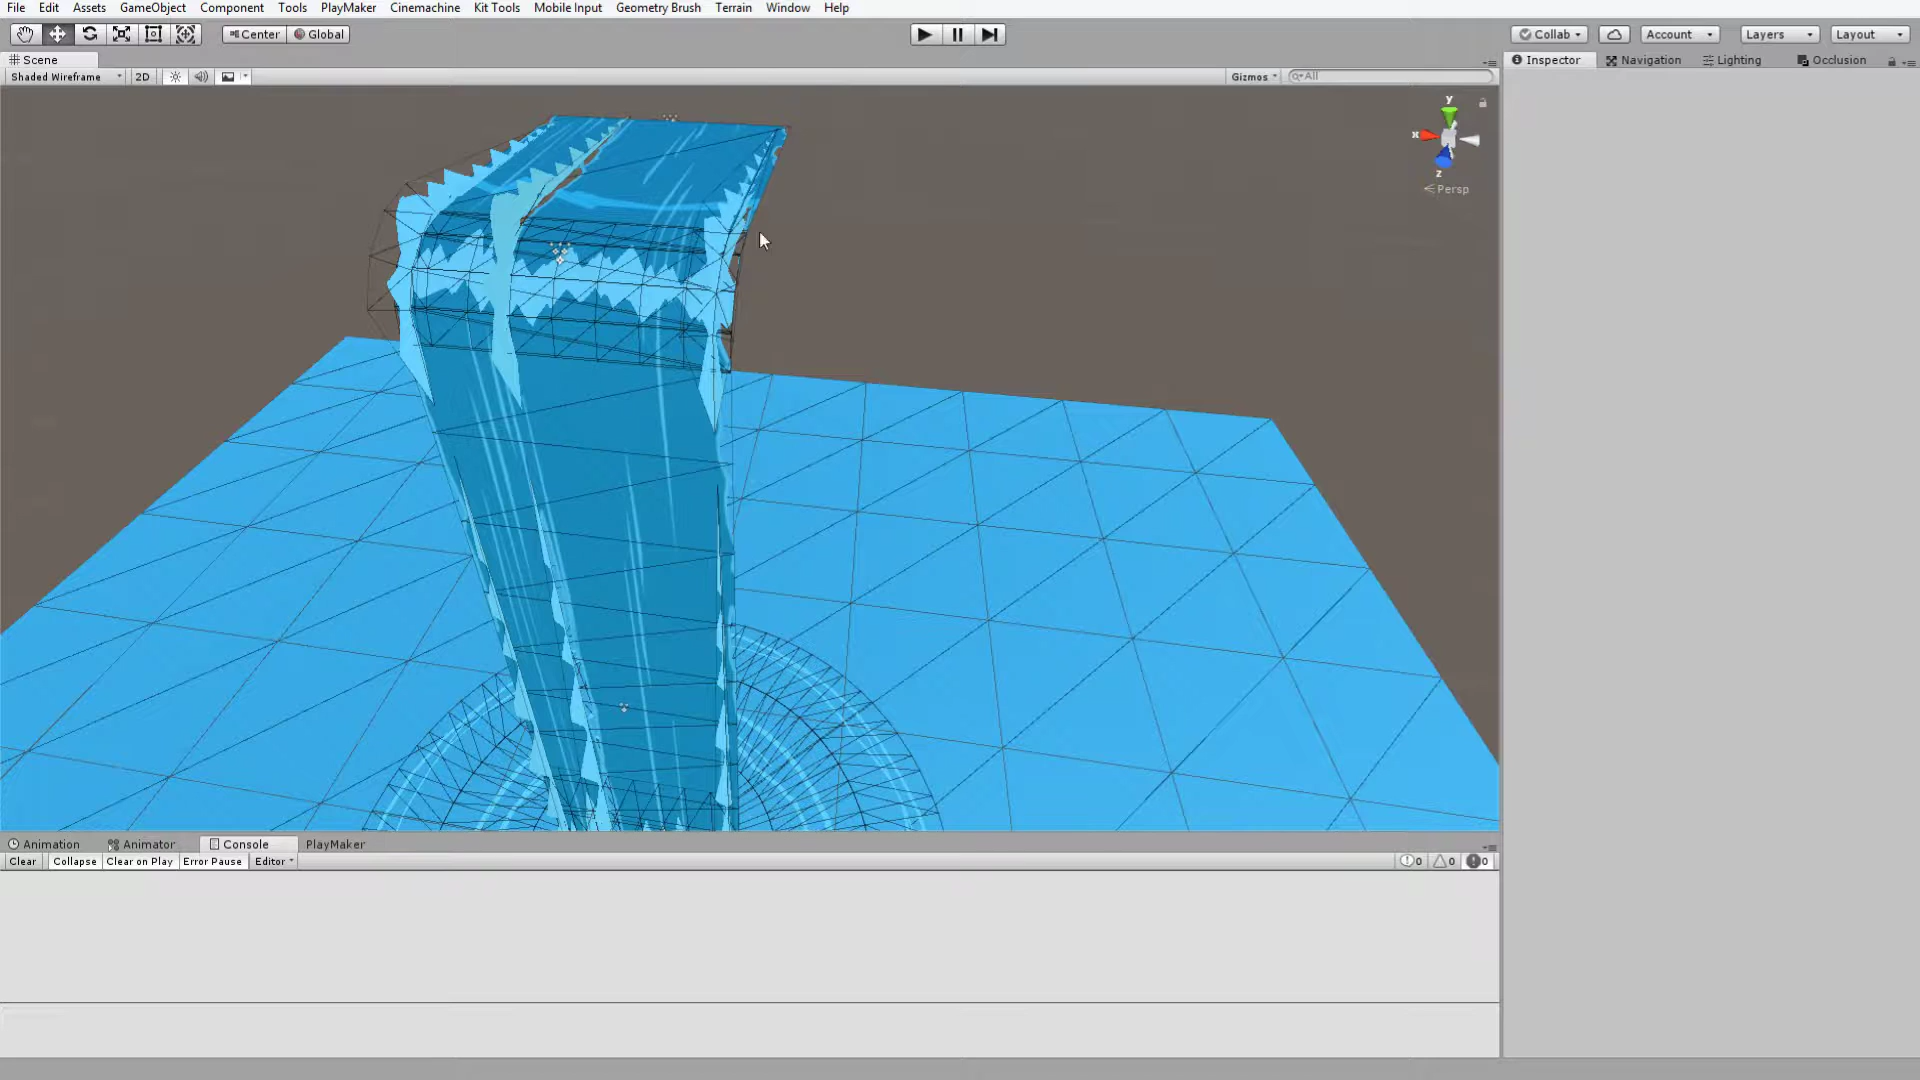 File Edit Assets GameObject Component Tools PlayMaker Cinemachine Kit Tools Mobile Input Geometry Brush Terrain Window Help
Center Global Collab Account Layers Layout
Scene Inspector Navigation Lighting Occlusion
Shaded Wireframe 2D Gizmos All
y
x
z
Persp
Animation Animator Console PlayMaker
Clear Collapse Clear on Play Error Pause Editor 0 0 0